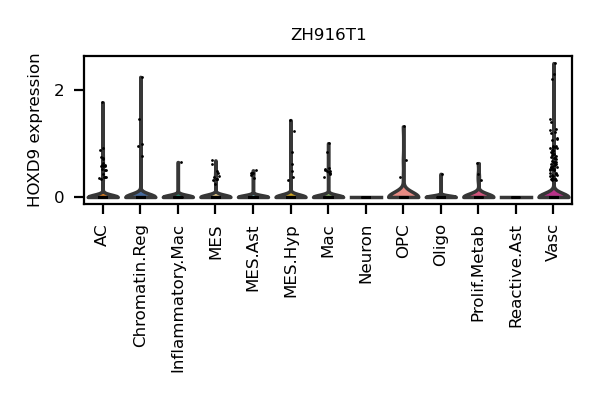 ZH916T1
HOXD9 expression
2
0
AC
Chromatin.Reg
Inflammatory.Mac
MES
MES.Ast
MES.Hyp
Mac
Neuron
OPC
Oligo
Prolif.Metab
Reactive.Ast
Vasc